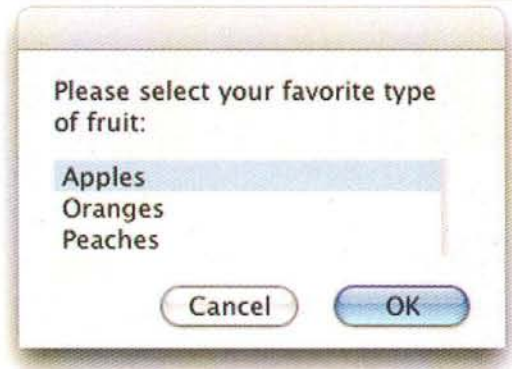 Please select your favorite type
of fruit:
Apples
Oranges
Peaches
Cancel
OK